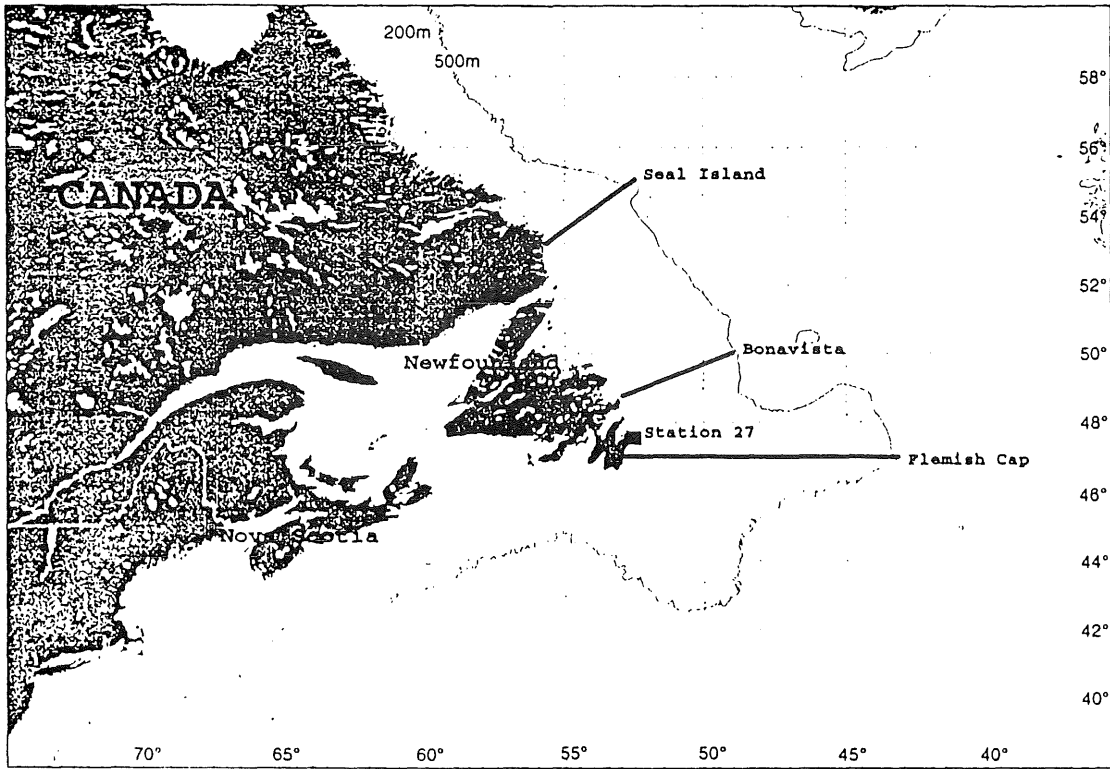 200m
500m
58°
56°
Seal Island
CANADA
54°
52°
Newfoundland
Bonavista
50°
Station 27
48°
Flemish Cap
46°
Nova Scotia
44°
42°
40°
70°
65°
60°
55°
50°
45°
40°